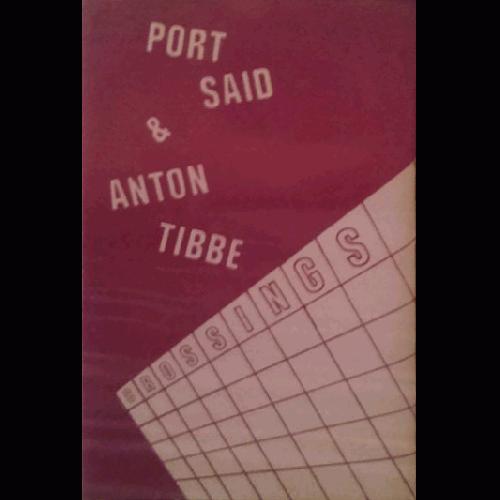 PORT
SAID
&
ANTON
TIBBE
CROSSINGS